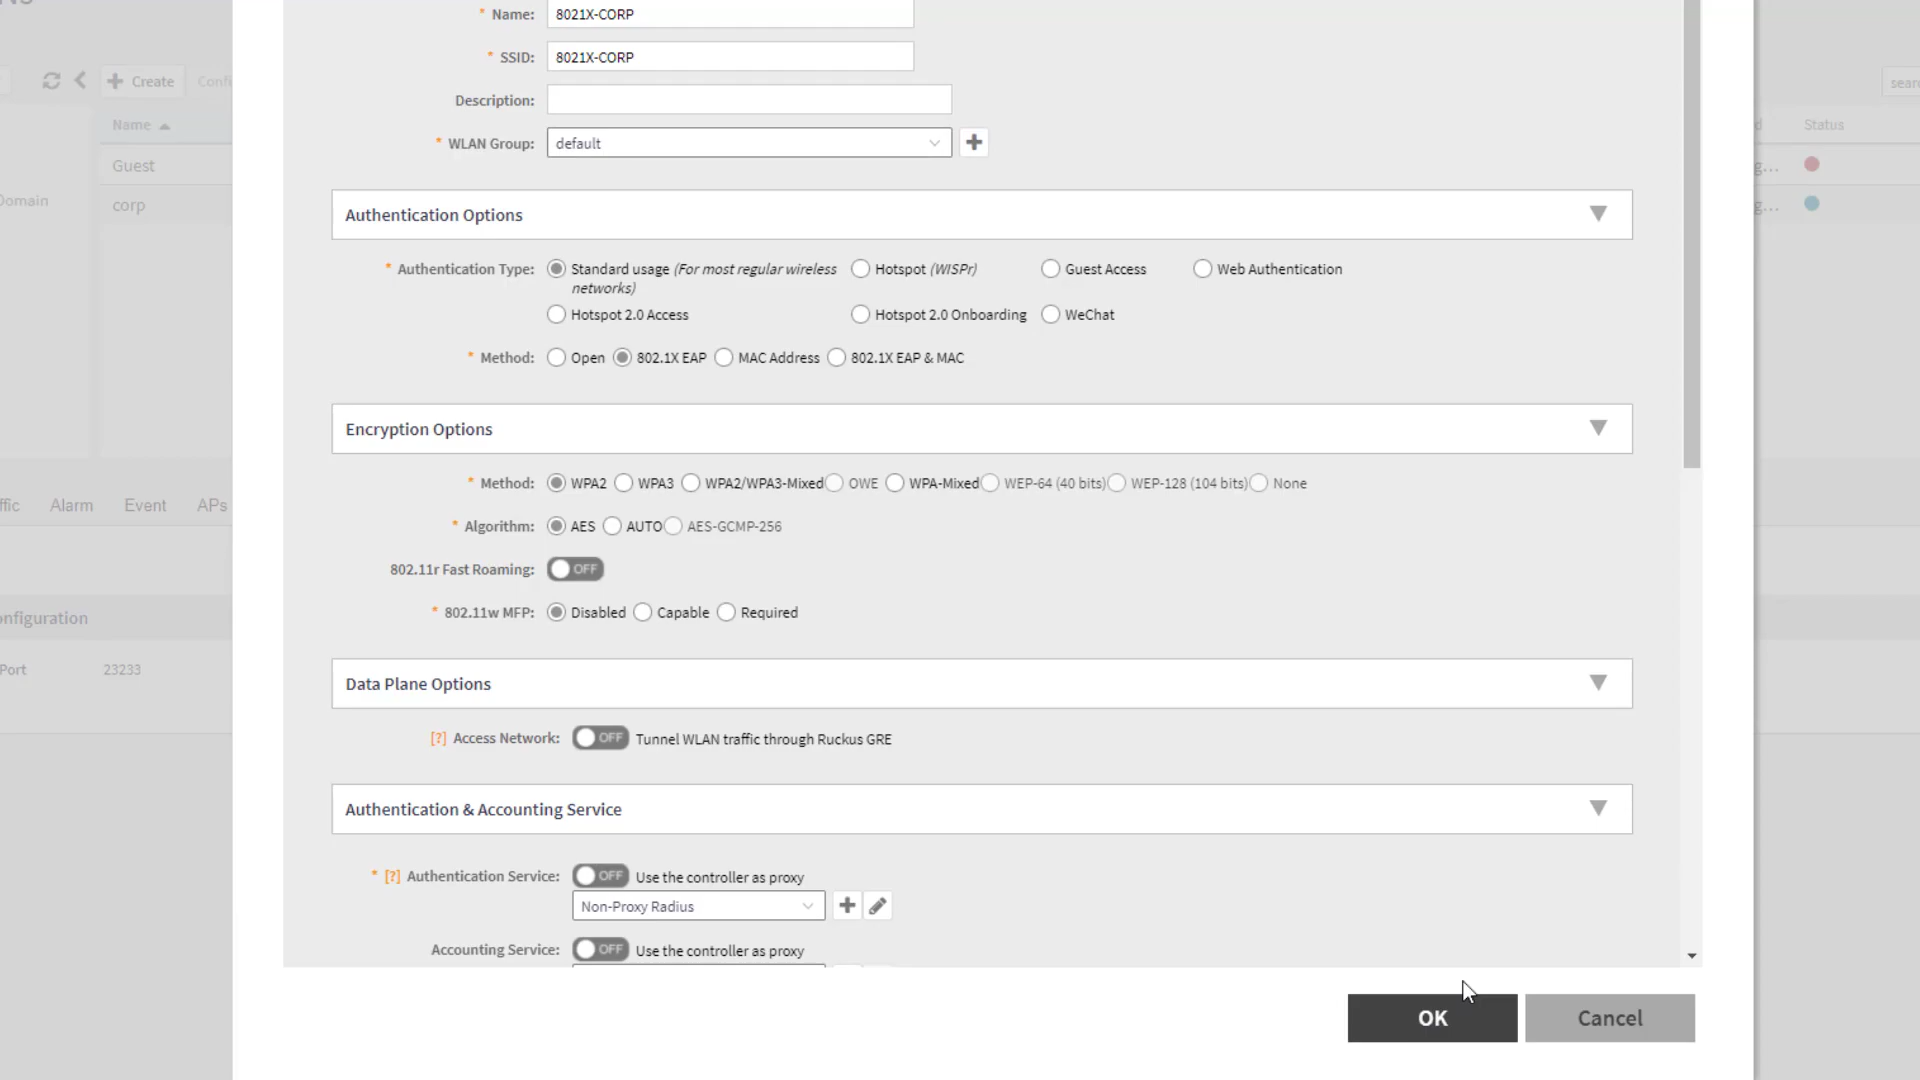 * Name: 8021X-CORP
* SSID: 8021X-CORP
Description:
* WLAN Group: default
Create
Name
Status
Guest
corp
Authentication Options
* Authentication Type: Standard usage (For most regular wireless networks) Hotspot (WISPr) Guest Access Web Authentication
Hotspot 2.0 Access Hotspot 2.0 Onboarding WeChat
* Method: Open 802.1X EAP MAC Address 802.1X EAP & MAC
Encryption Options
* Method: WPA2 WPA3 WPA2/WPA3-Mixed OWE WPA-Mixed WEP-64 (40 bits) WEP-128 (104 bits) None
* Algorithm: AES AUTO AES-GCMP-256
Alarm Event APs
802.11r Fast Roaming: OFF
* 802.11w MFP: Disabled Capable Required
onfiguration
Port 23233
Data Plane Options
[?] Access Network: OFF Tunnel WLAN traffic through Ruckus GRE
Authentication & Accounting Service
* [?] Authentication Service: OFF Use the controller as proxy
Non-Proxy Radius
Accounting Service: OFF Use the controller as proxy
OK Cancel